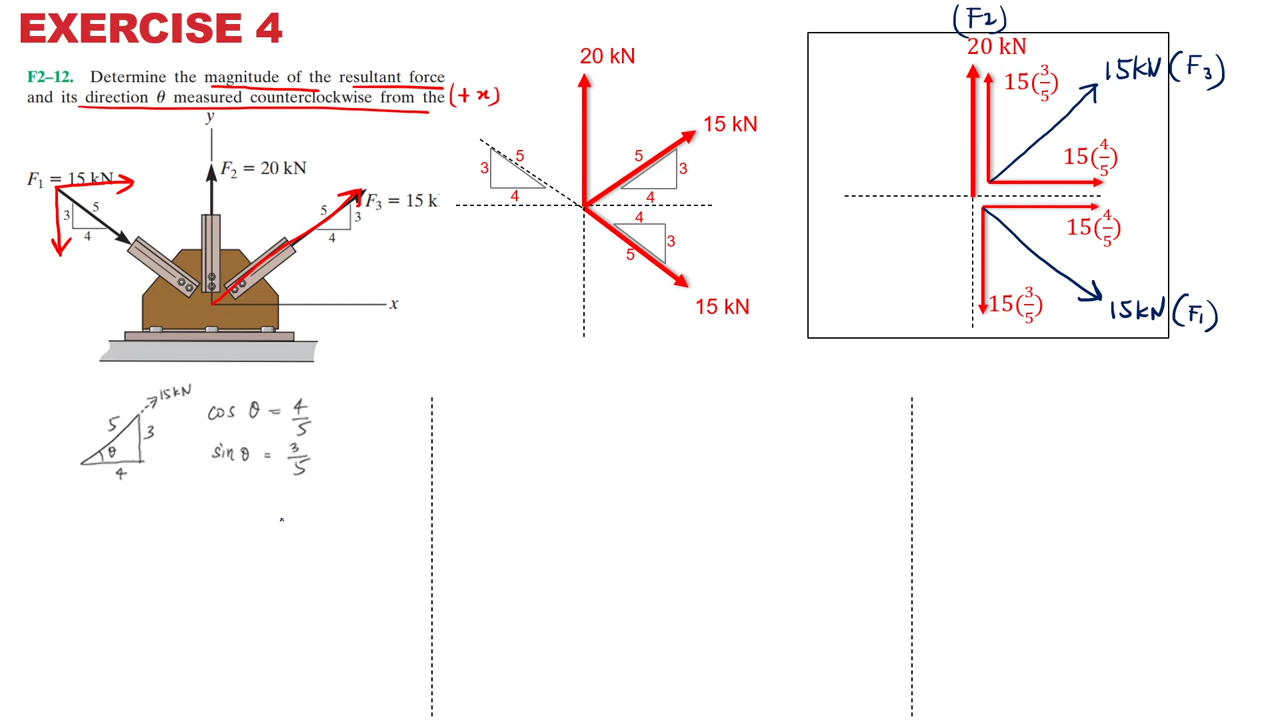 EXERCISE 4
F2–12. Determine the magnitude of the resultant force
and its direction θ measured counterclockwise from the (+x)
y
F₂ = 20 kN
F₁ = 15 kN
F₃ = 15 k
5
3
4
5
3
4
x
20 kN
15 kN
5
3
4
5
3
4
4
3
5
15 kN
(F2)
20 kN
15(3/5)
15kN (F3)
15(4/5)
15(4/5)
15(3/5)
15kN (F1)
15kN
5
3
θ
4
cos θ = 4/5
sin θ = 3/5